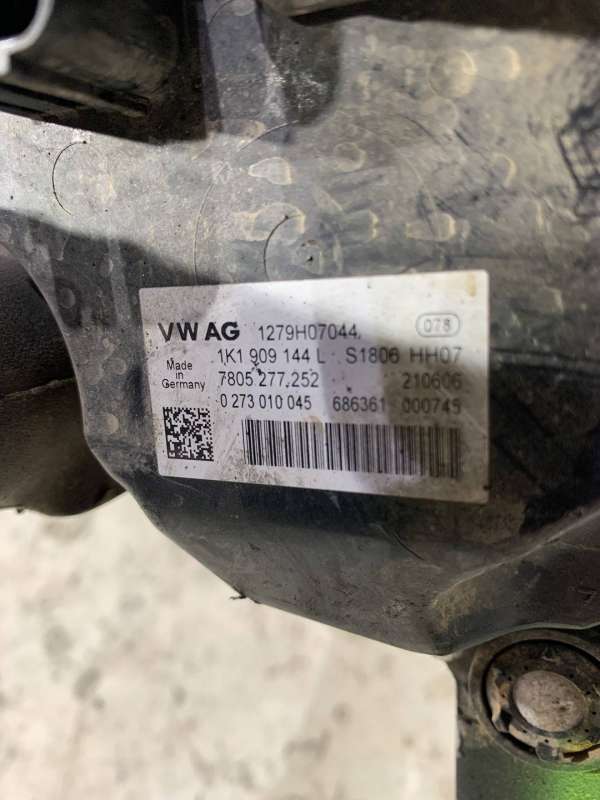 VW AG 1279H07044 078
1K1 909 144 L S1806 HH07
Made in Germany
7805.277.252 210606
0 273 010 045 686361 000745